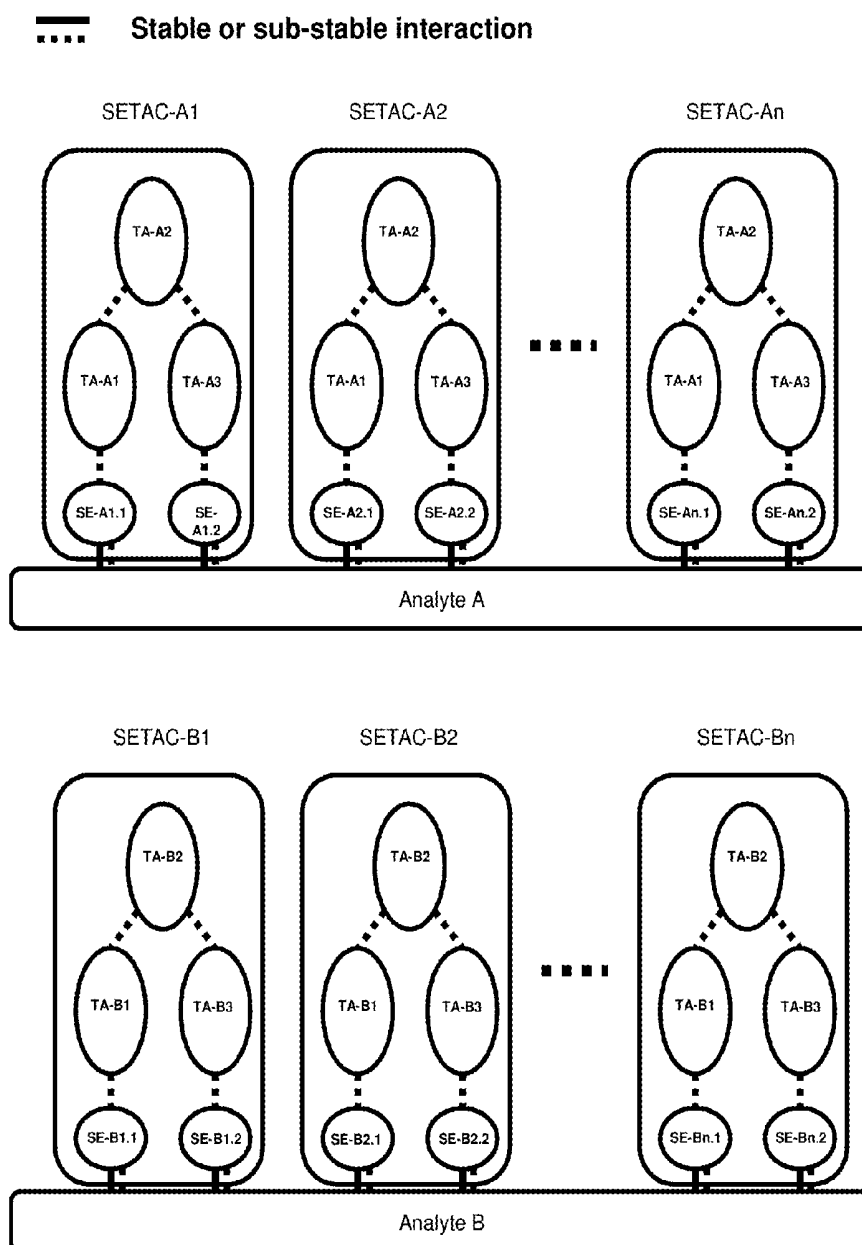 Stable or sub-stable interaction
SETAC-A1 SETAC-A2 SETAC-An
TA-A2 TA-A2 TA-A2
TA-A1 TA-A3 TA-A1 TA-A3 TA-A1 TA-A3
SE-A1.1 SE-A1.2 SE-A2.1 SE-A2.2 SE-An.1 SE-An.2
Analyte A
SETAC-B1 SETAC-B2 SETAC-Bn
TA-B2 TA-B2 TA-B2
TA-B1 TA-B3 TA-B1 TA-B3 TA-B1 TA-B3
SE-B1.1 SE-B1.2 SE-B2.1 SE-B2.2 SE-Bn.1 SE-Bn.2
Analyte B